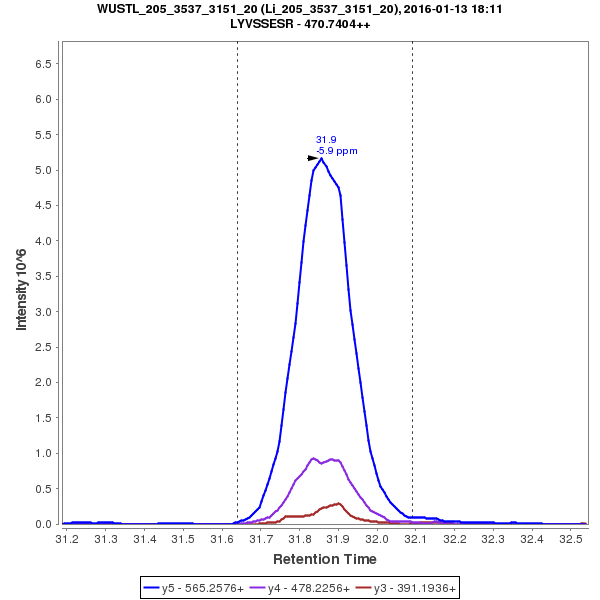 WUSTL_205_3537_3151_20 (Li_205_3537_3151_20), 2016-01-13 18:11
LYVSSESR - 470.7404++
Intensity 10^6
6.5
6.0
5.5
5.0
4.5
4.0
3.5
3.0
2.5
2.0
1.5
1.0
0.5
0.0
31.9
-5.9 ppm
31.2 31.3 31.4 31.5 31.6 31.7 31.8 31.9 32.0 32.1 32.2 32.3 32.4 32.5
Retention Time
y5 - 565.2576+ y4 - 478.2256+ y3 - 391.1936+